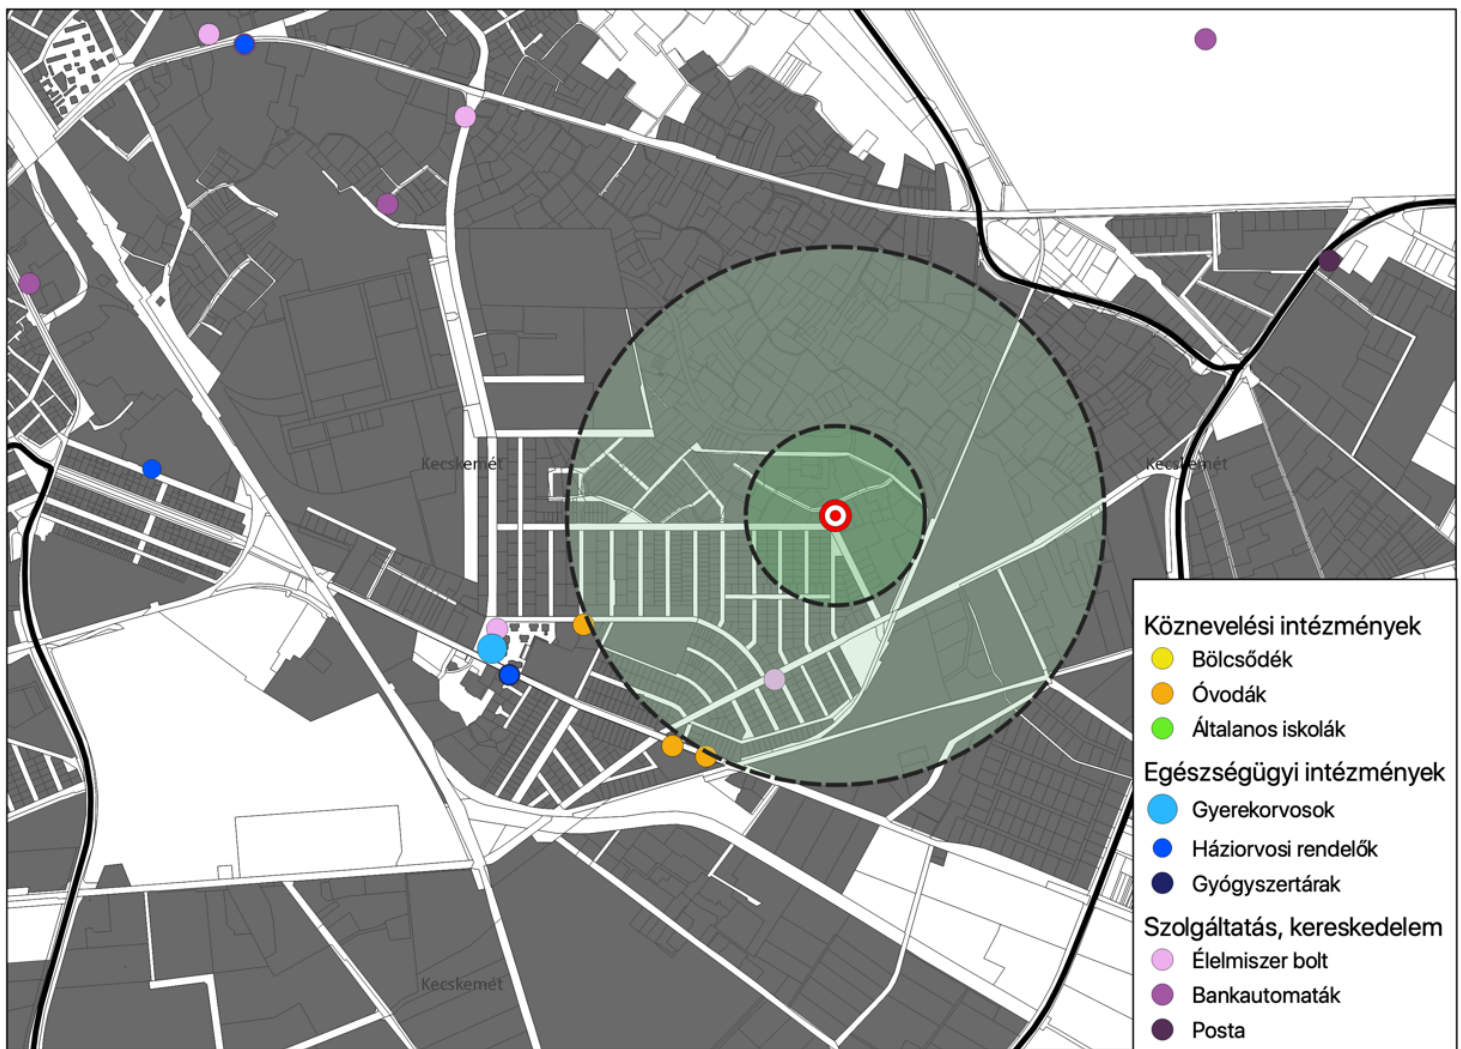 Kecskemét
Kecskemét
Köznevelési intézmények
Bölcsődék
Óvodák
Általanos iskolák
Egészségügyi intézmények
Gyerekorvosok
Háziorvosi rendelők
Gyógyszertárak
Szolgáltatás, kereskedelem
Élelmiszer bolt
Bankautomaták
Kecskemét
Posta